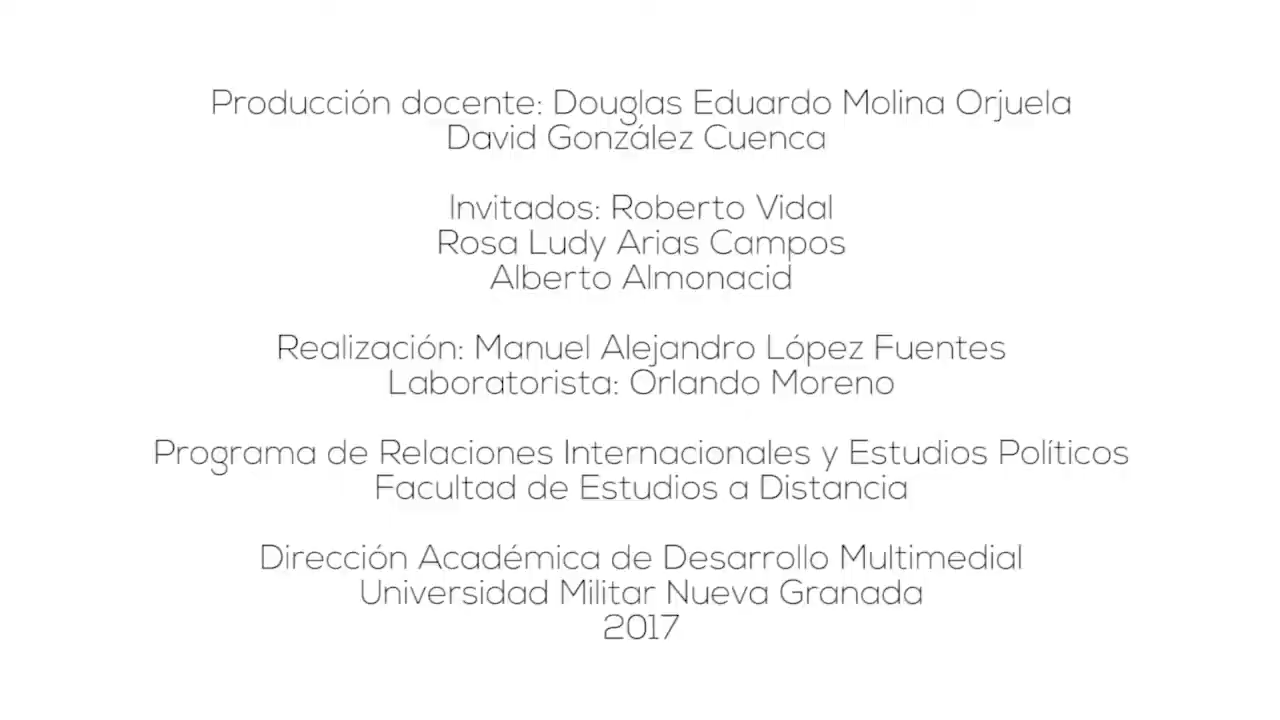 Producción docente: Douglas Eduardo Molina Orjuela
David González Cuenca
Invitados: Roberto Vidal
Rosa Ludy Arias Campos
Alberto Almonacid
Realización: Manuel Alejandro López Fuentes
Laboratorista: Orlando Moreno
Programa de Relaciones Internacionales y Estudios Políticos
Facultad de Estudios a Distancia
Dirección Académica de Desarrollo Multimedial
Universidad Militar Nueva Granada
2017